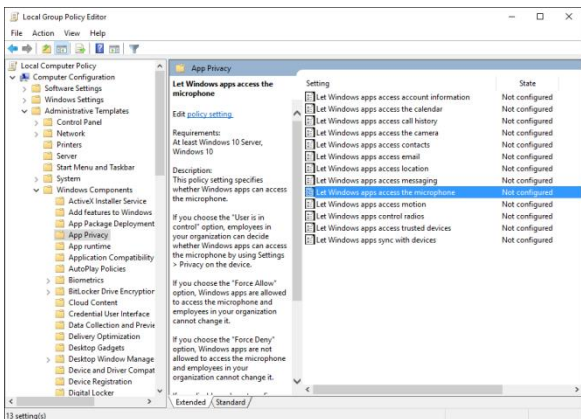 Local Group Policy Editor
File Action View Help
Local Computer Policy
Computer Configuration
Software Settings
Windows Settings
Administrative Templates
Control Panel
Network
Printers
Server
Start Menu and Taskbar
System
Windows Components
ActiveX Installer Service
Add features to Windows
App Package Deployment
App Privacy
App runtime
Application Compatibility
AutoPlay Policies
Biometrics
BitLocker Drive Encryption
Cloud Content
Credential User Interface
Data Collection and Previe
Delivery Optimization
Desktop Gadgets
Desktop Window Manage
Device and Driver Compat
Device Registration
Digital Locker
App Privacy
Let Windows apps access the
microphone
Edit policy setting
Requirements:
At least Windows 10 Server,
Windows 10
Description:
This policy setting specifies
whether Windows apps can access
the microphone.
If you choose the "User is in
control" option, employees in
your organization can decide
whether Windows apps can access
the microphone by using Settings
> Privacy on the device.
If you choose the "Force Allow"
option, Windows apps are allowed
to access the microphone and
employees in your organization
cannot change it.
If you choose the "Force Deny"
option, Windows apps are not
allowed to access the microphone
and employees in your
organization cannot change it.
Setting State
Let Windows apps access account information Not configured
Let Windows apps access the calendar Not configured
Let Windows apps access call history Not configured
Let Windows apps access the camera Not configured
Let Windows apps access contacts Not configured
Let Windows apps access email Not configured
Let Windows apps access location Not configured
Let Windows apps access messaging Not configured
Let Windows apps access the microphone Not configured
Let Windows apps access motion Not configured
Let Windows apps control radios Not configured
Let Windows apps access trusted devices Not configured
Let Windows apps sync with devices Not configured
Extended Standard
13 setting(s)